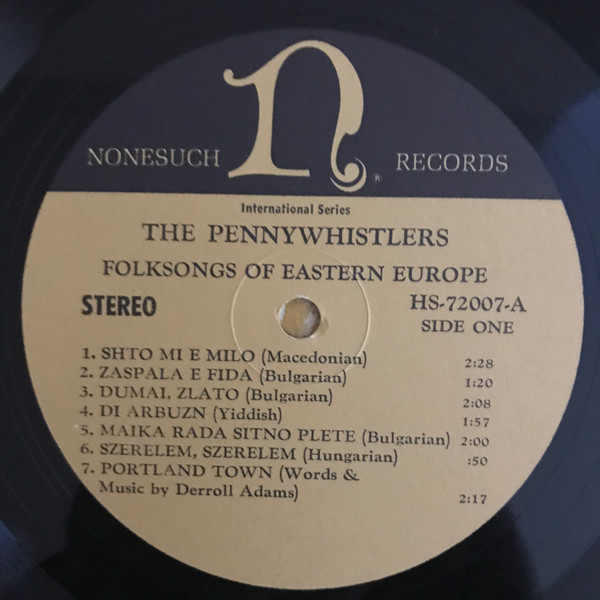 n
NONESUCH RECORDS
®
International Series
THE PENNYWHISTLERS
FOLKSONGS OF EASTERN EUROPE
STEREO HS-72007-A
SIDE ONE
1. SHTO MI E MILO (Macedonian) 2:28
2. ZASPALA E FIDA (Bulgarian) 1:20
3. DUMAI, ZLATO (Bulgarian) 2:08
4. DI ARBUZN (Yiddish) 1:57
5. MAIKA RADA SITNO PLETE (Bulgarian) 2:00
6. SZERELEM, SZERELEM (Hungarian) :50
7. PORTLAND TOWN (Words &
Music by Derroll Adams) 2:17